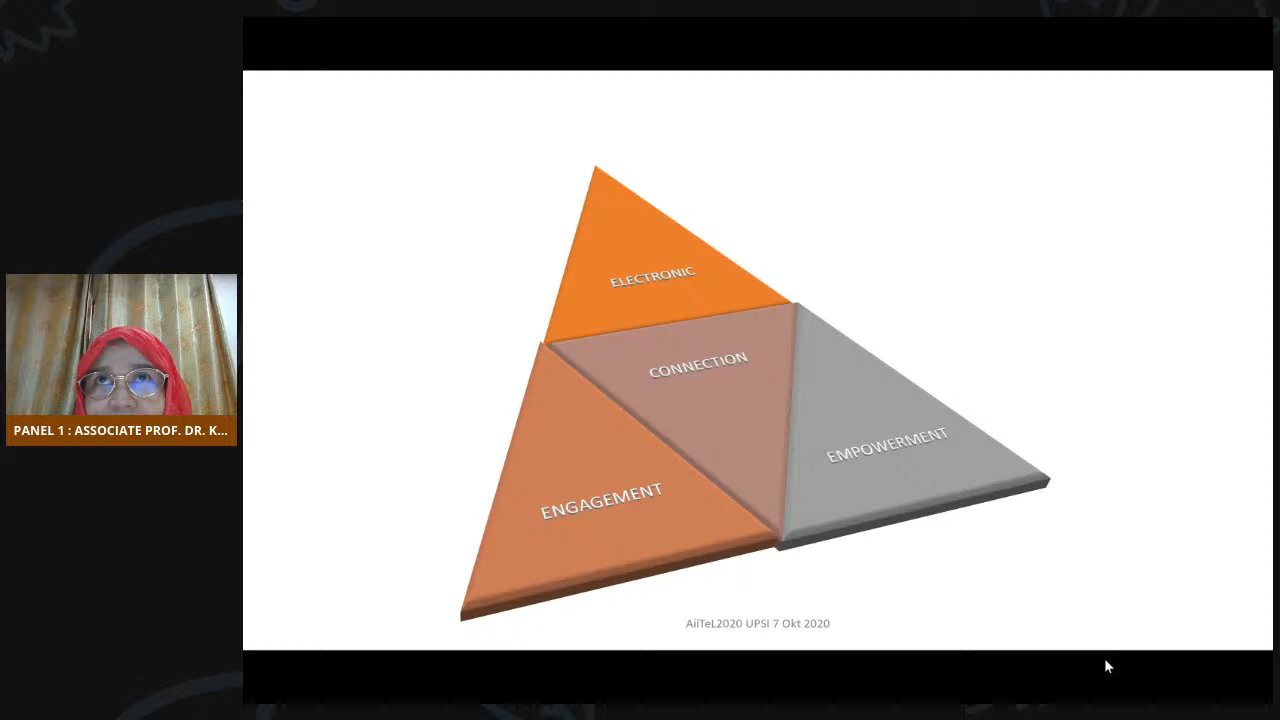 ELECTRONIC
CONNECTION
EMPOWERMENT
ENGAGEMENT
AiiTeL2020 UPSI 7 Okt 2020
PANEL 1 : ASSOCIATE PROF. DR. K...